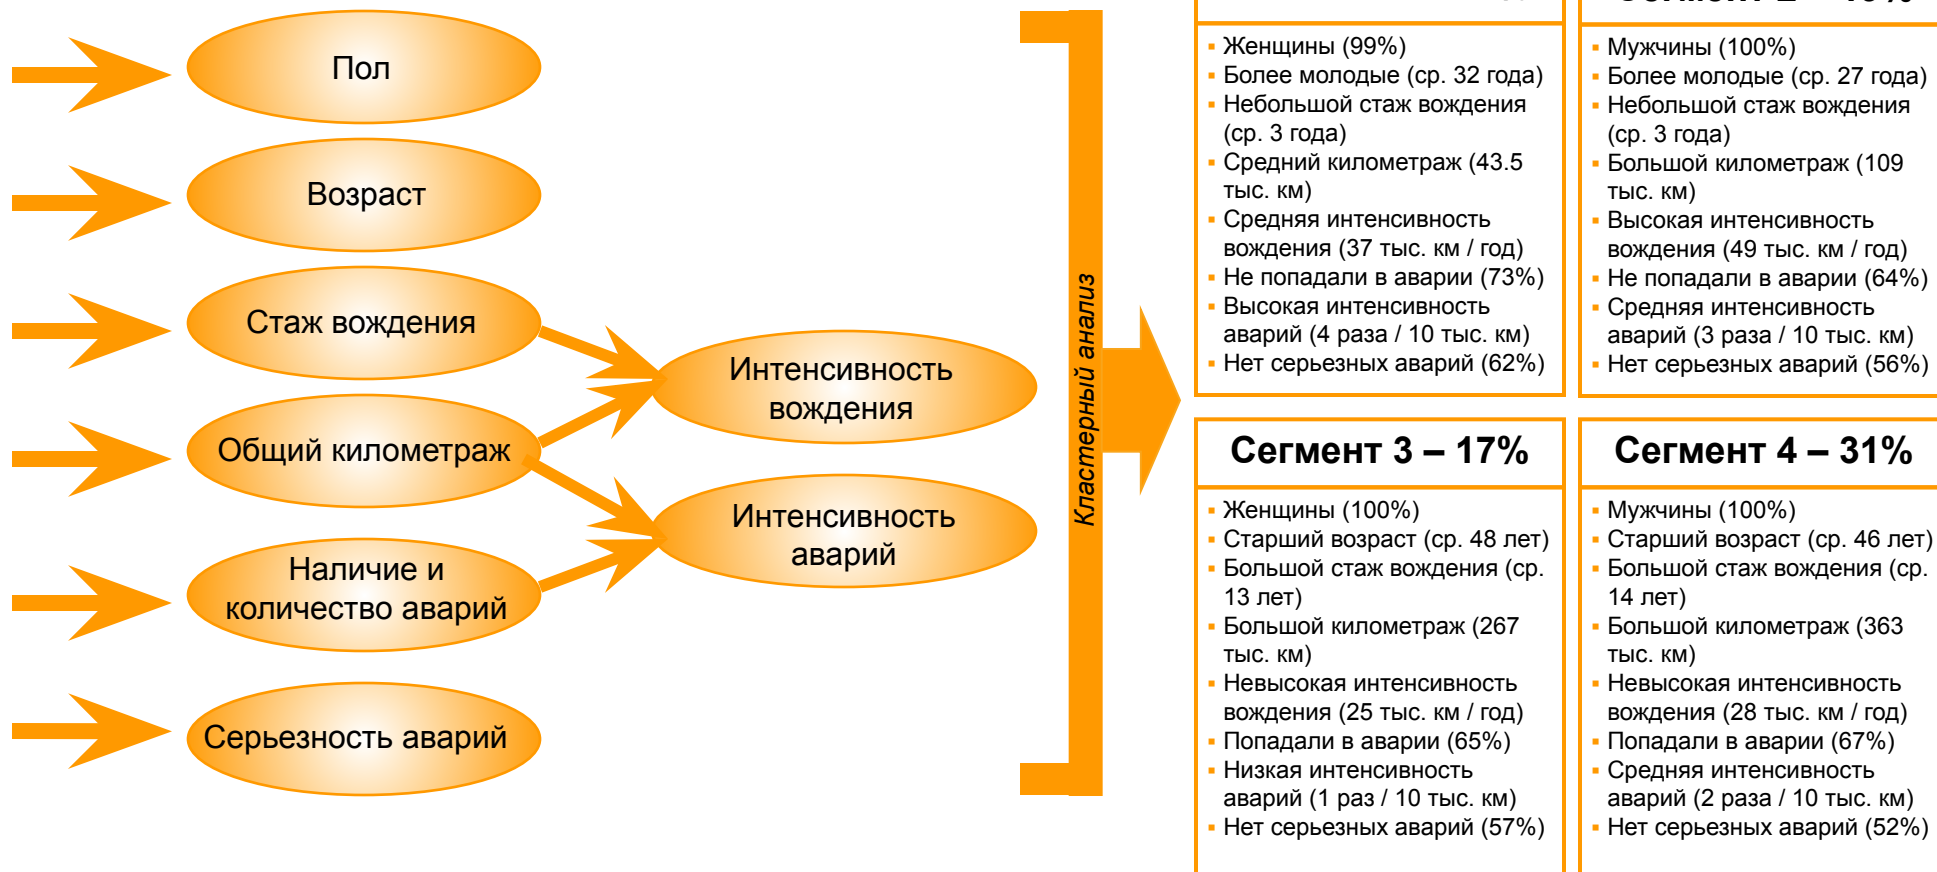 Пол
Возраст
Стаж вождения
Общий километраж
Наличие и
количество аварий
Серьезность аварий
Интенсивность
вождения
Интенсивность
аварий
Кластерный анализ
Женщины (99%)
Более молодые (ср. 32 года)
Небольшой стаж вождения
(ср. 3 года)
Средний километраж (43.5
тыс. км)
Средняя интенсивность
вождения (37 тыс. км / год)
Не попадали в аварии (73%)
Высокая интенсивность
аварий (4 раза / 10 тыс. км)
Нет серьезных аварий (62%)
Мужчины (100%)
Более молодые (ср. 27 года)
Небольшой стаж вождения
(ср. 3 года)
Большой километраж (109
тыс. км)
Высокая интенсивность
вождения (49 тыс. км / год)
Не попадали в аварии (64%)
Средняя интенсивность
аварий (3 раза / 10 тыс. км)
Нет серьезных аварий (56%)
Сегмент 3 – 17%
Женщины (100%)
Старший возраст (ср. 48 лет)
Большой стаж вождения (ср.
13 лет)
Большой километраж (267
тыс. км)
Невысокая интенсивность
вождения (25 тыс. км / год)
Попадали в аварии (65%)
Низкая интенсивность
аварий (1 раз / 10 тыс. км)
Нет серьезных аварий (57%)
Сегмент 4 – 31%
Мужчины (100%)
Старший возраст (ср. 46 лет)
Большой стаж вождения (ср.
14 лет)
Большой километраж (363
тыс. км)
Невысокая интенсивность
вождения (28 тыс. км / год)
Попадали в аварии (67%)
Средняя интенсивность
аварий (2 раза / 10 тыс. км)
Нет серьезных аварий (52%)